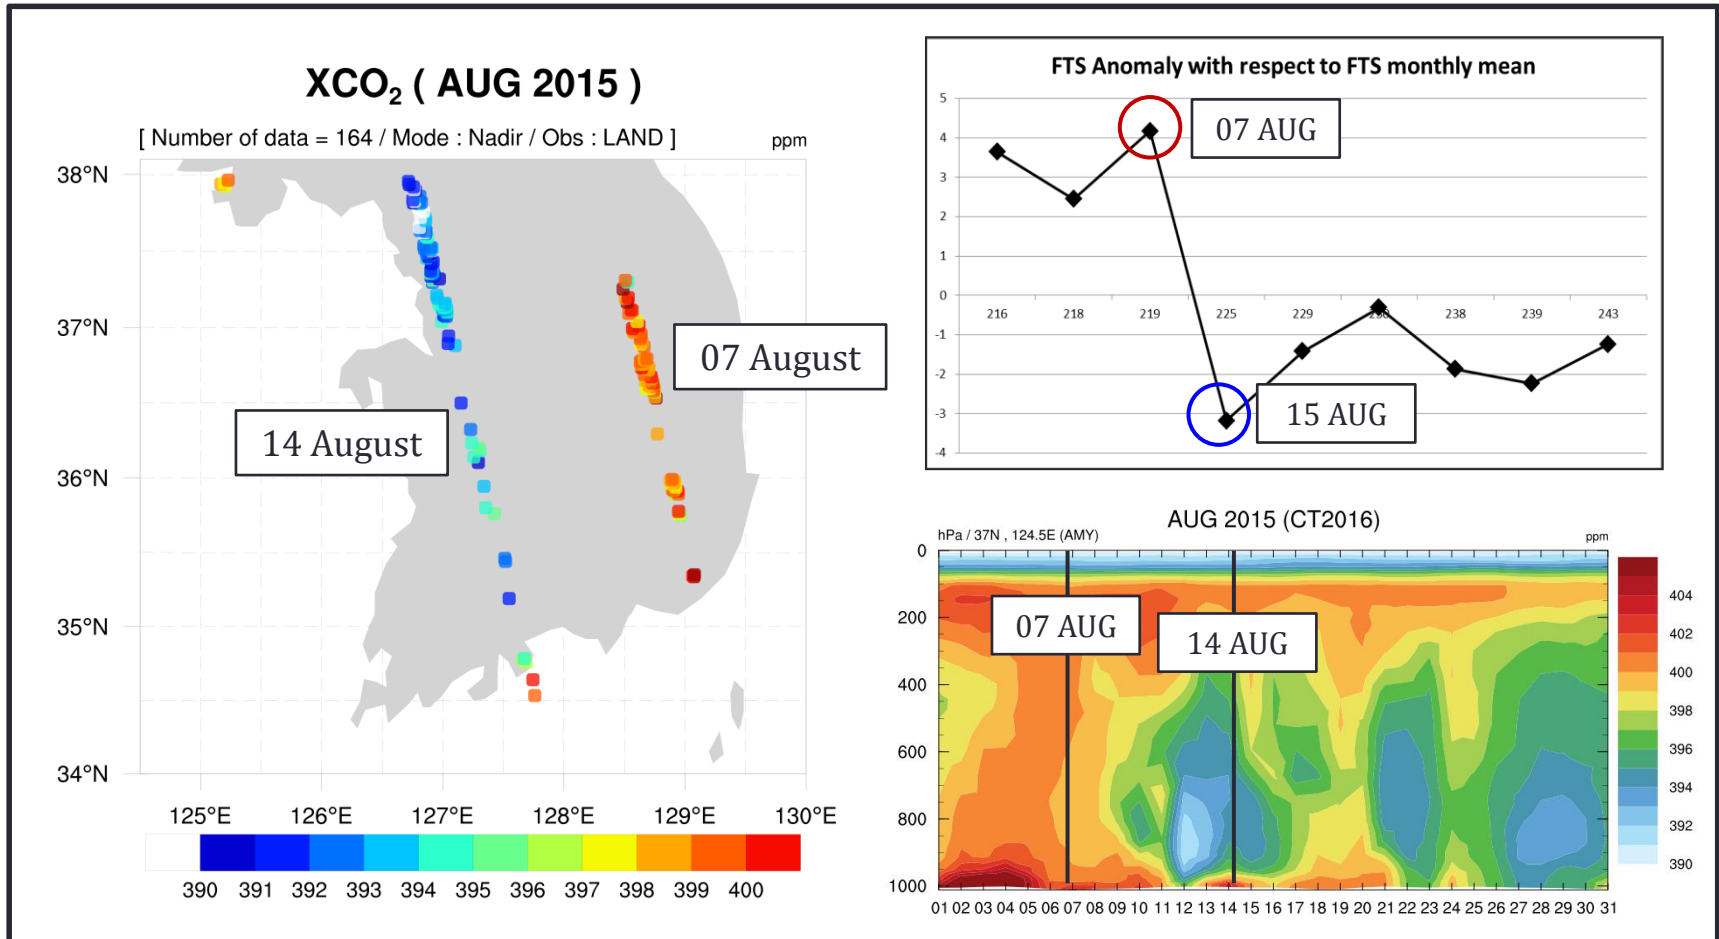 XCO₂ ( AUG 2015 )
[ Number of data = 164 / Mode : Nadir / Obs : LAND ]
ppm
38°N
37°N
36°N
35°N
34°N
07 August
14 August
125°E 126°E 127°E 128°E 129°E 130°E
390 391 392 393 394 395 396 397 398 399 400
FTS Anomaly with respect to FTS monthly mean
5
4
3
2
1
0
-1
-2
-3
-4
07 AUG
216 218 219 225 229 230 238 239 243
15 AUG
AUG 2015 (CT2016)
hPa / 37N , 124.5E (AMY)
ppm
0
200
400
600
800
1000
07 AUG
14 AUG
404
402
400
398
396
394
392
390
01 02 03 04 05 06 07 08 09 10 11 12 13 14 15 16 17 18 19 20 21 22 23 24 25 26 27 28 29 30 31